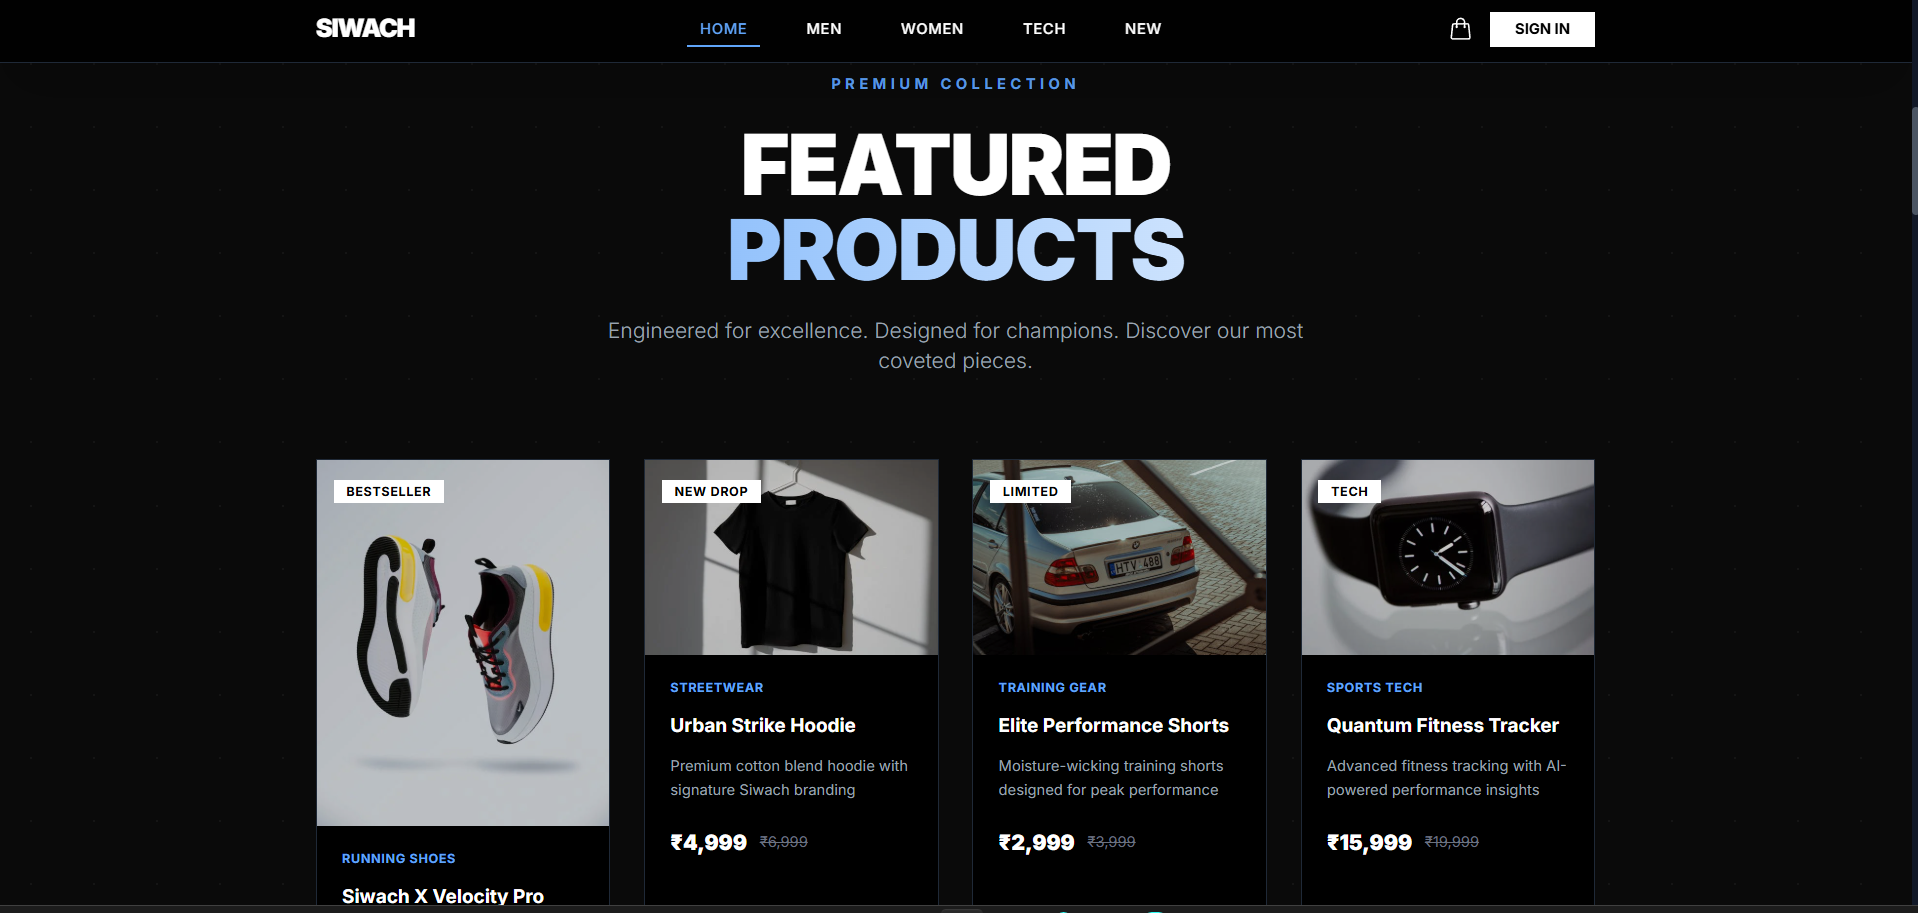 SIWACH
HOME
MEN
WOMEN
TECH
NEW
SIGN IN
PREMIUM COLLECTION
FEATURED
PRODUCTS
Engineered for excellence. Designed for champions. Discover our most
coveted pieces.
BESTSELLER
RUNNING SHOES
Siwach X Velocity Pro
NEW DROP
STREETWEAR
Urban Strike Hoodie
Premium cotton blend hoodie with
signature Siwach branding
₹4,999 ₹6,999
LIMITED
HTV 488
TRAINING GEAR
Elite Performance Shorts
Moisture-wicking training shorts
designed for peak performance
₹2,999 ₹3,999
TECH
SPORTS TECH
Quantum Fitness Tracker
Advanced fitness tracking with AI-
powered performance insights
₹15,999 ₹19,999